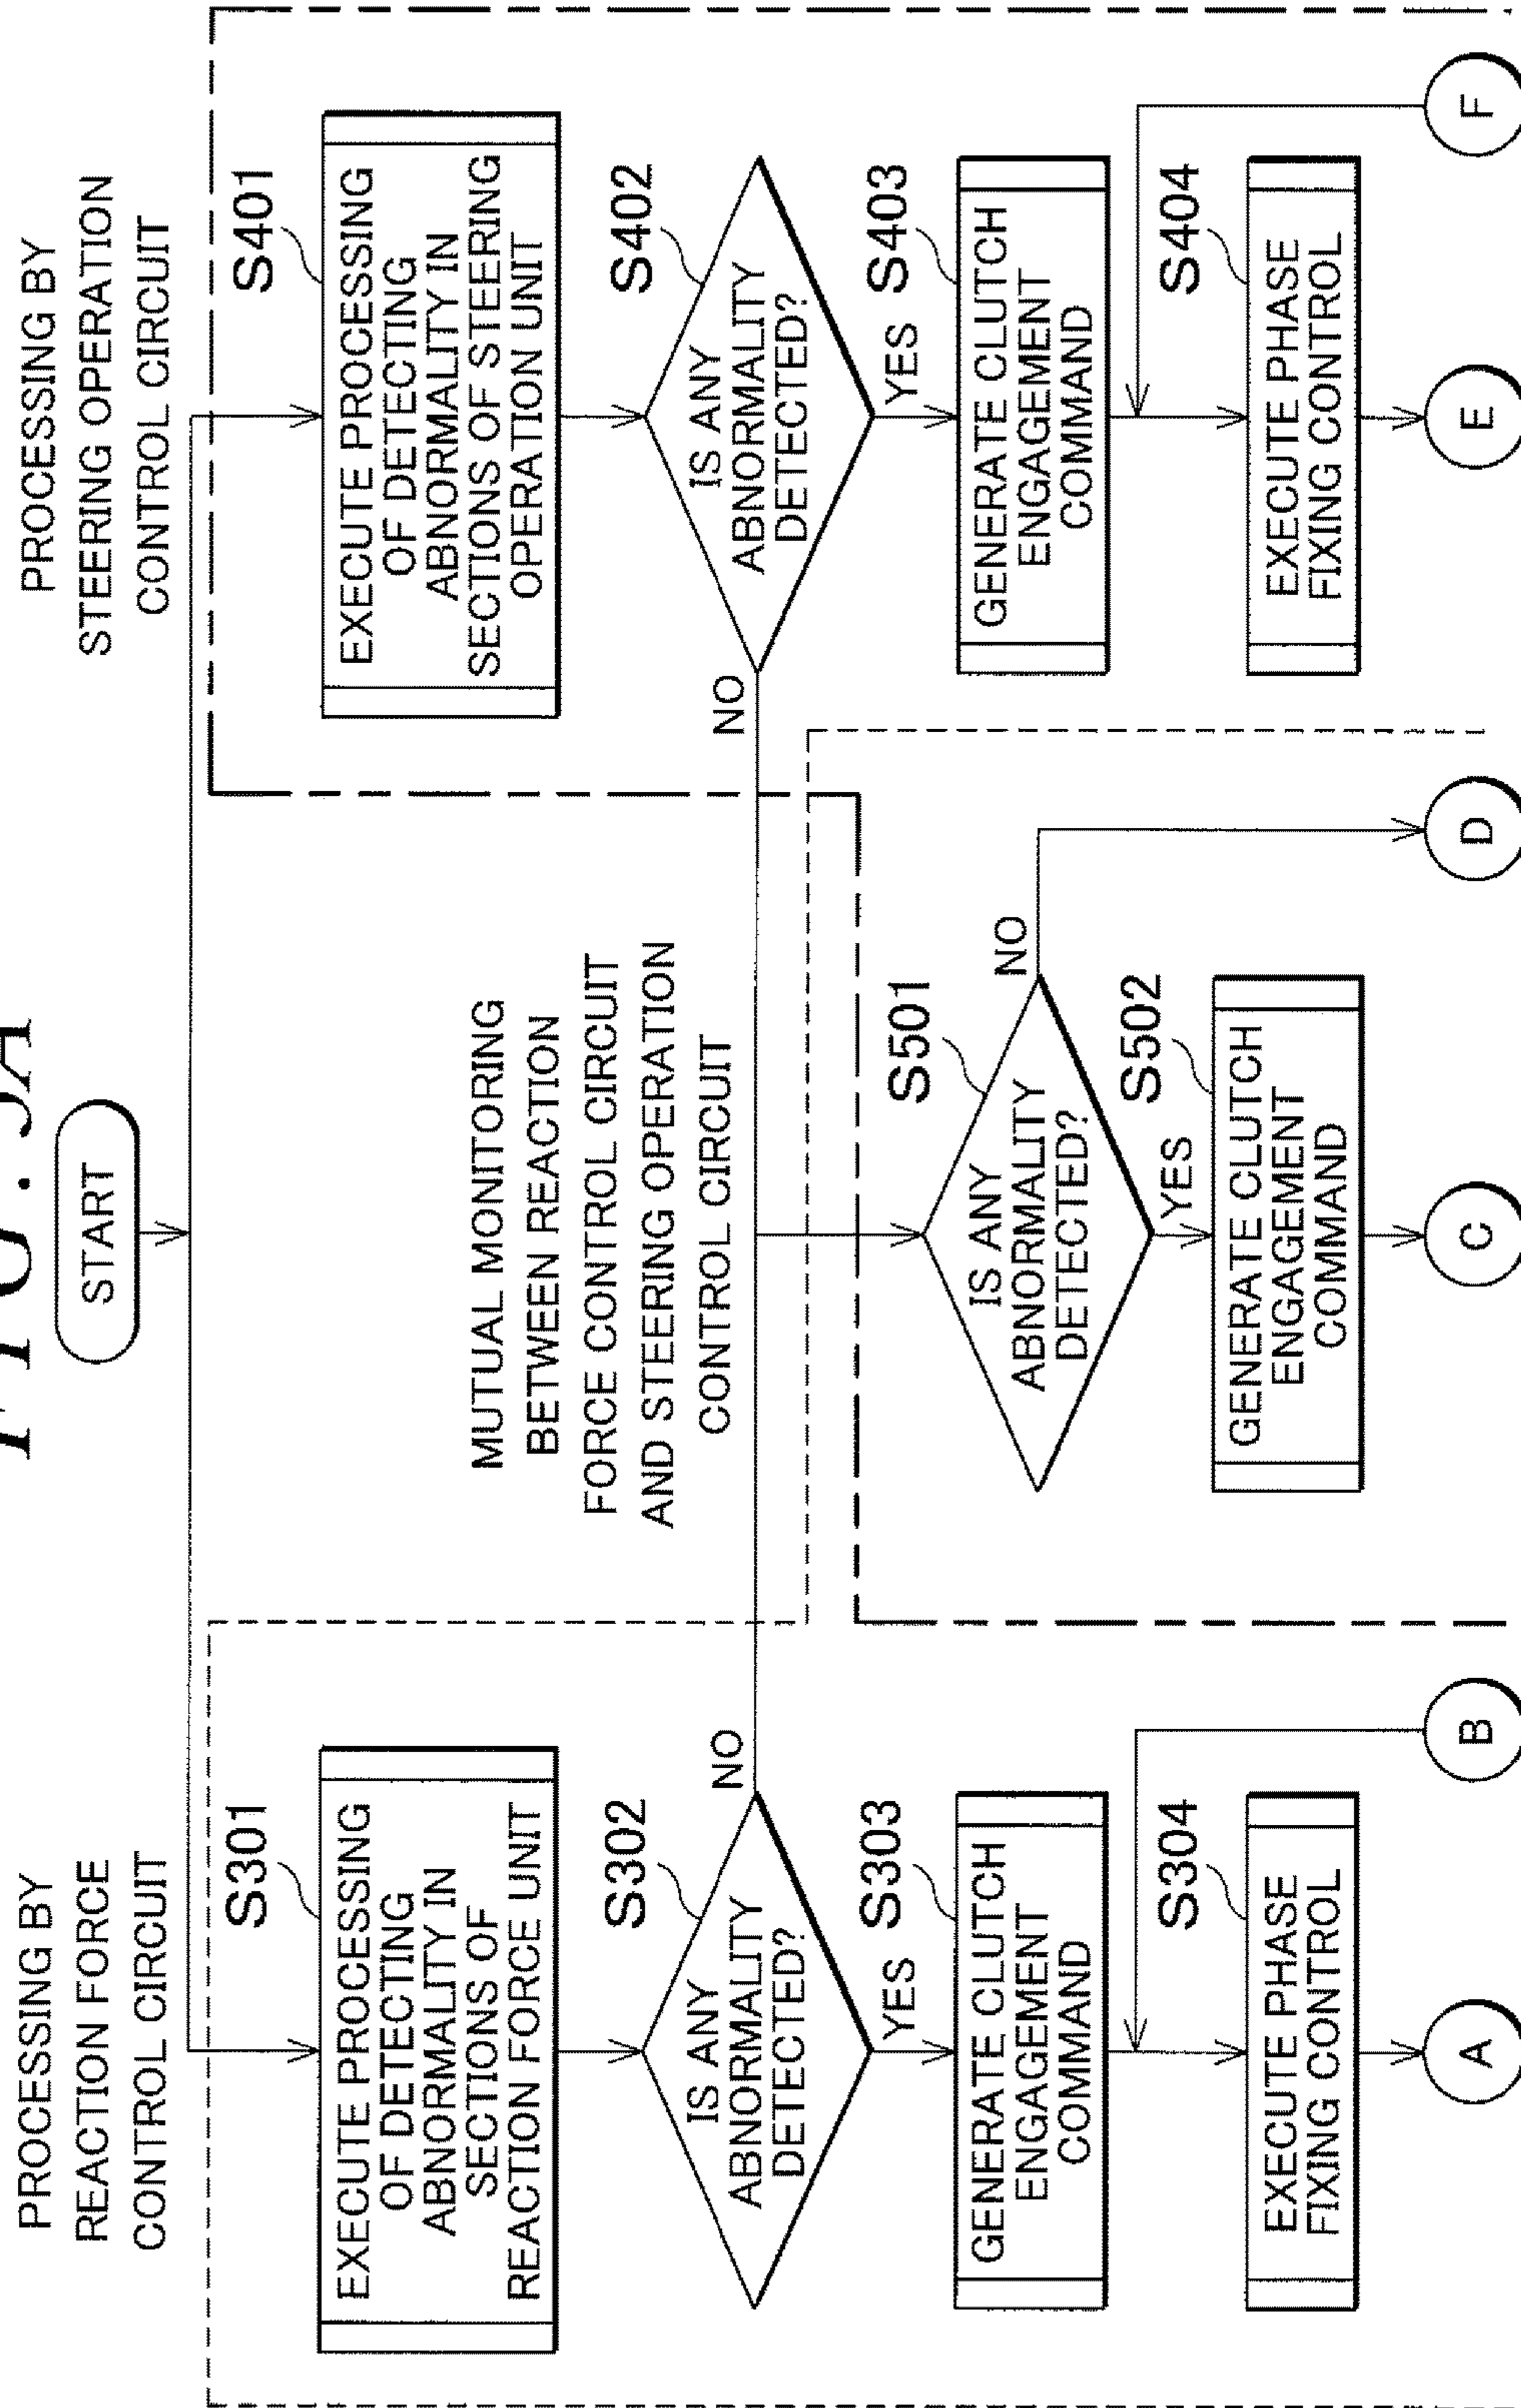 START
PROCESSING BY
REACTION FORCE
CONTROL CIRCUIT
S301
EXECUTE PROCESSING
OF DETECTING
ABNORMALITY IN
SECTIONS OF
REACTION FORCE UNIT
S302
IS ANY
ABNORMALITY
DETECTED?
NO
YES
S303
GENERATE CLUTCH
ENGAGEMENT
COMMAND
S304
EXECUTE PHASE
FIXING CONTROL
A
B
MUTUAL MONITORING
BETWEEN REACTION
FORCE CONTROL CIRCUIT
AND STEERING OPERATION
CONTROL CIRCUIT
S501
IS ANY
ABNORMALITY
DETECTED?
NO
YES
S502
GENERATE CLUTCH
ENGAGEMENT
COMMAND
C
D
PROCESSING BY
STEERING OPERATION
CONTROL CIRCUIT
S401
EXECUTE PROCESSING
OF DETECTING
ABNORMALITY IN
SECTIONS OF STEERING
OPERATION UNIT
S402
IS ANY
ABNORMALITY
DETECTED?
NO
YES
S403
GENERATE CLUTCH
ENGAGEMENT
COMMAND
S404
EXECUTE PHASE
FIXING CONTROL
E
F